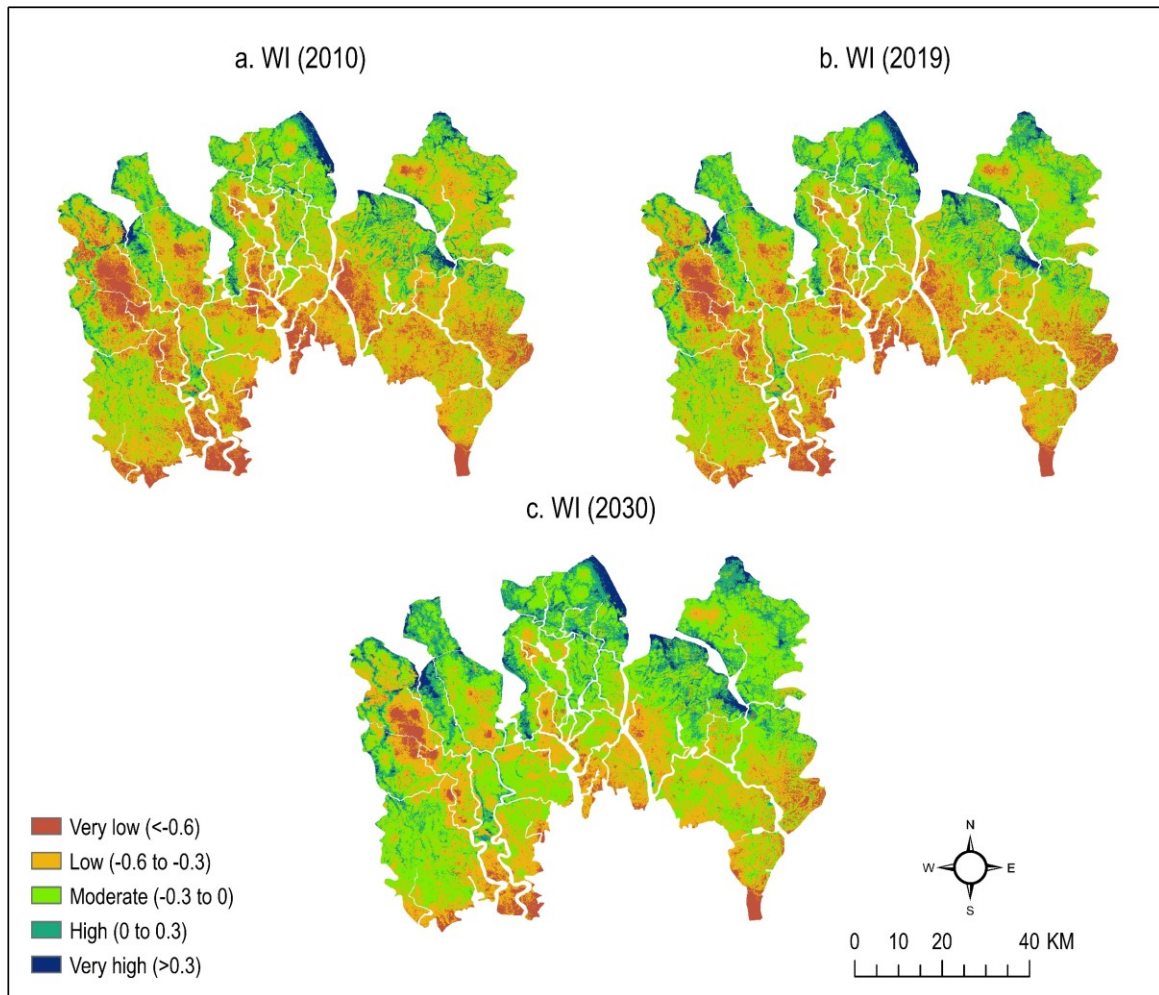 a. WI (2010)
b. WI (2019)
c. WI (2030)
Very low (<-0.6)
Low (-0.6 to -0.3)
Moderate (-0.3 to 0)
High (0 to 0.3)
Very high (>0.3)
N
W E
S
0 10 20 40 KM